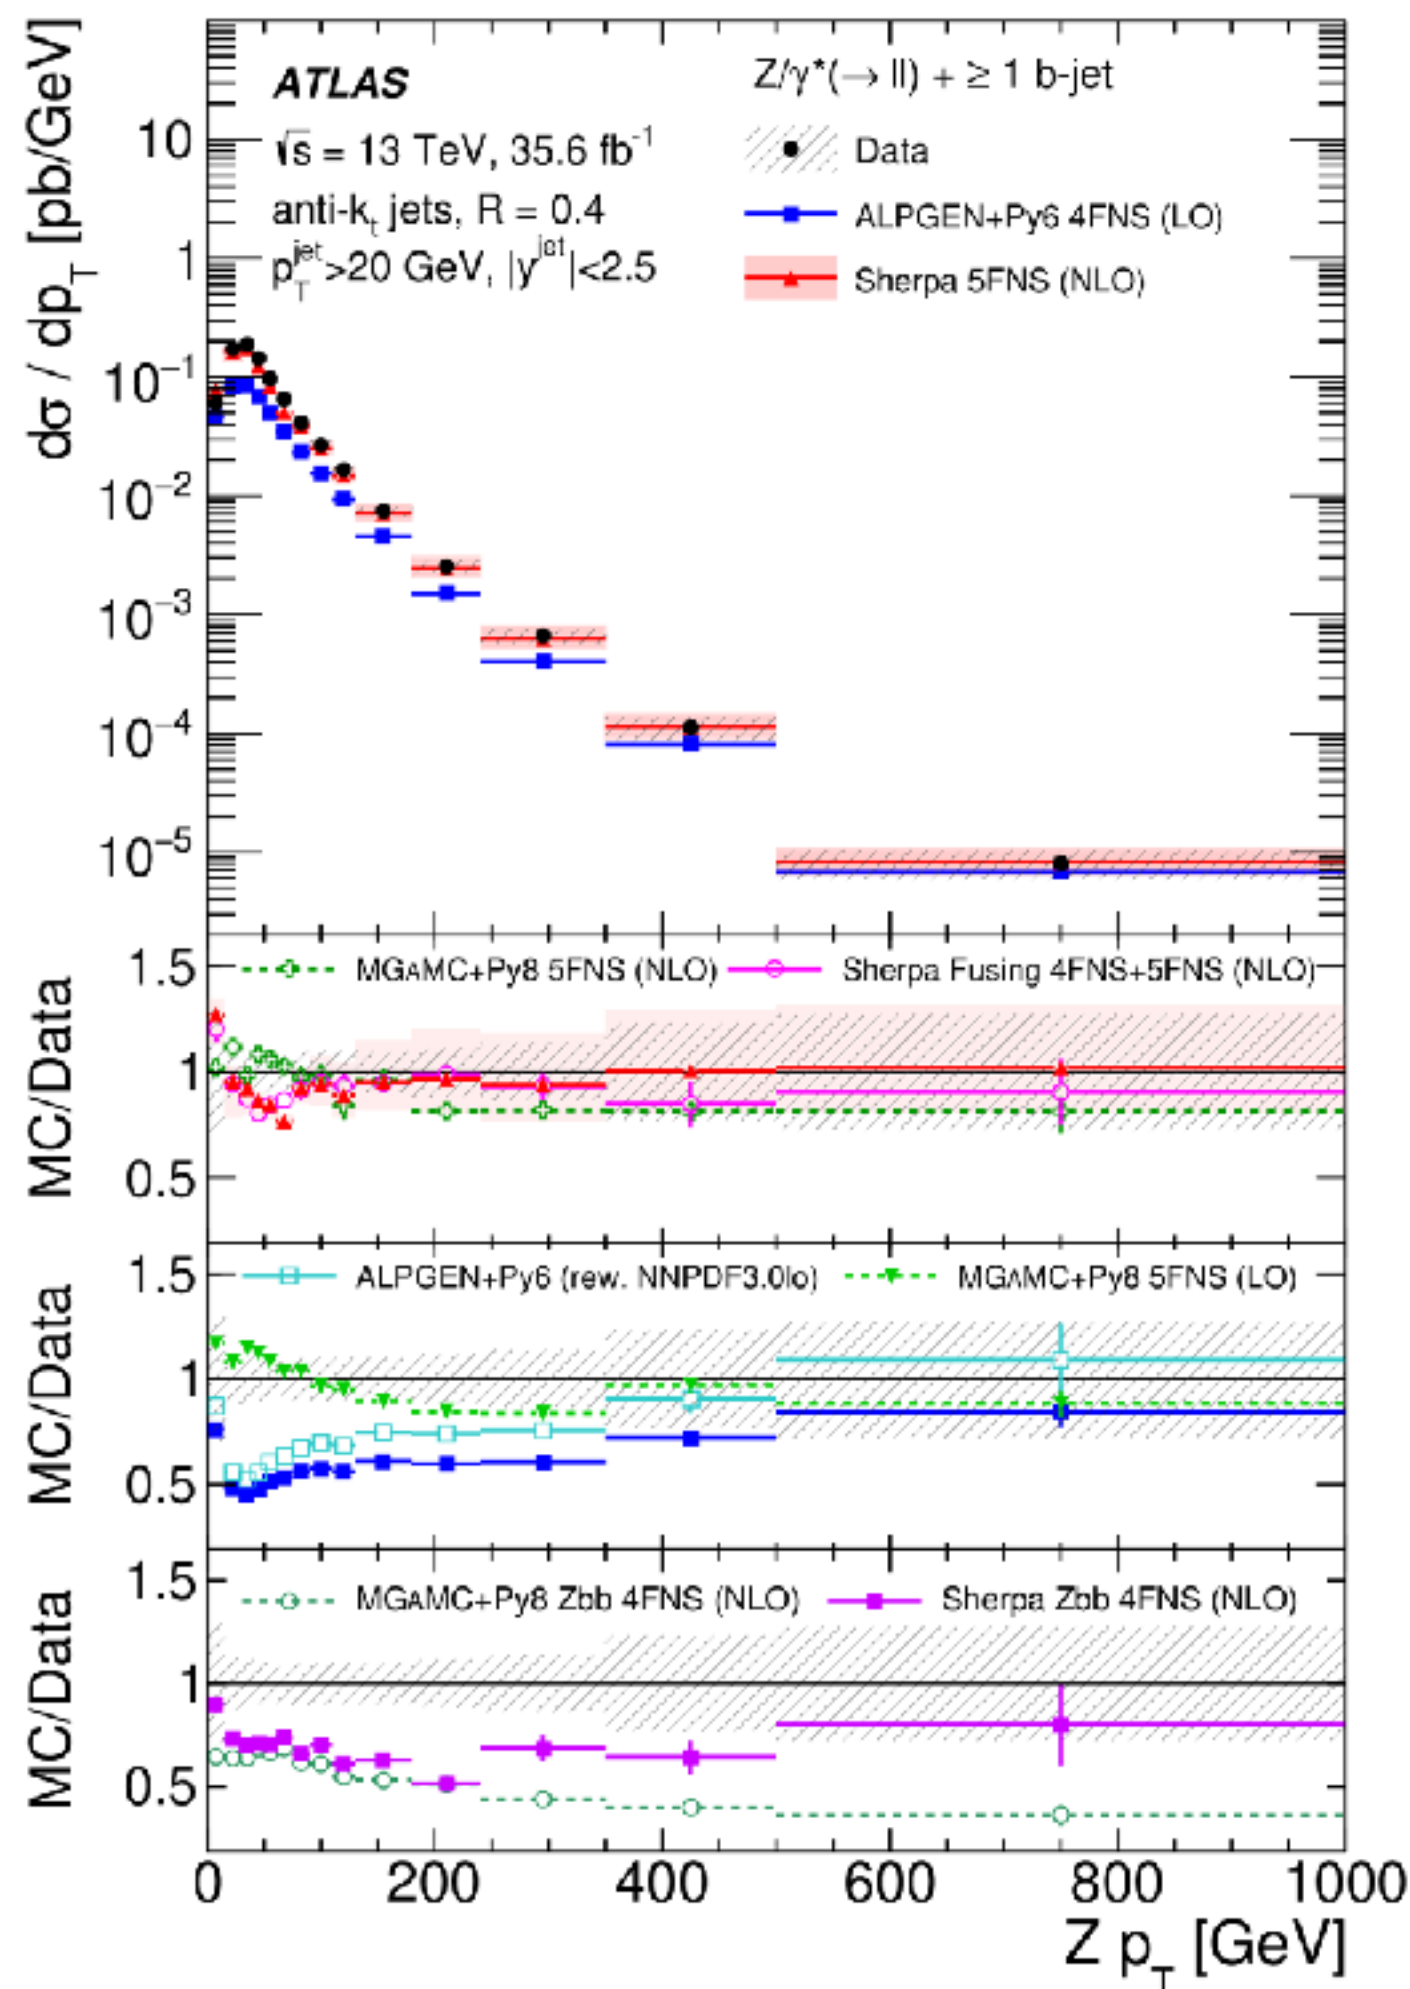 ATLAS
√s = 13 TeV, 35.6 fb⁻¹
anti-kₜ jets, R = 0.4
p_T^jet >20 GeV, |y^jet|<2.5
Z/γ*(→ ll) + ≥ 1 b-jet
Data
ALPGEN+Py6 4FNS (LO)
Sherpa 5FNS (NLO)
dσ / dp_T [pb/GeV]
10
1
10⁻¹
10⁻²
10⁻³
10⁻⁴
10⁻⁵
MC/Data
1.5
1
0.5
MGAMC+Py8 5FNS (NLO)
Sherpa Fusing 4FNS+5FNS (NLO)
MC/Data
1.5
1
0.5
ALPGEN+Py6 (rew. NNPDF3.0lo)
MGAMC+Py8 5FNS (LO)
MC/Data
1.5
1
0.5
MGAMC+Py8 Zbb 4FNS (NLO)
Sherpa Zbb 4FNS (NLO)
0 200 400 600 800 1000
Z p_T [GeV]